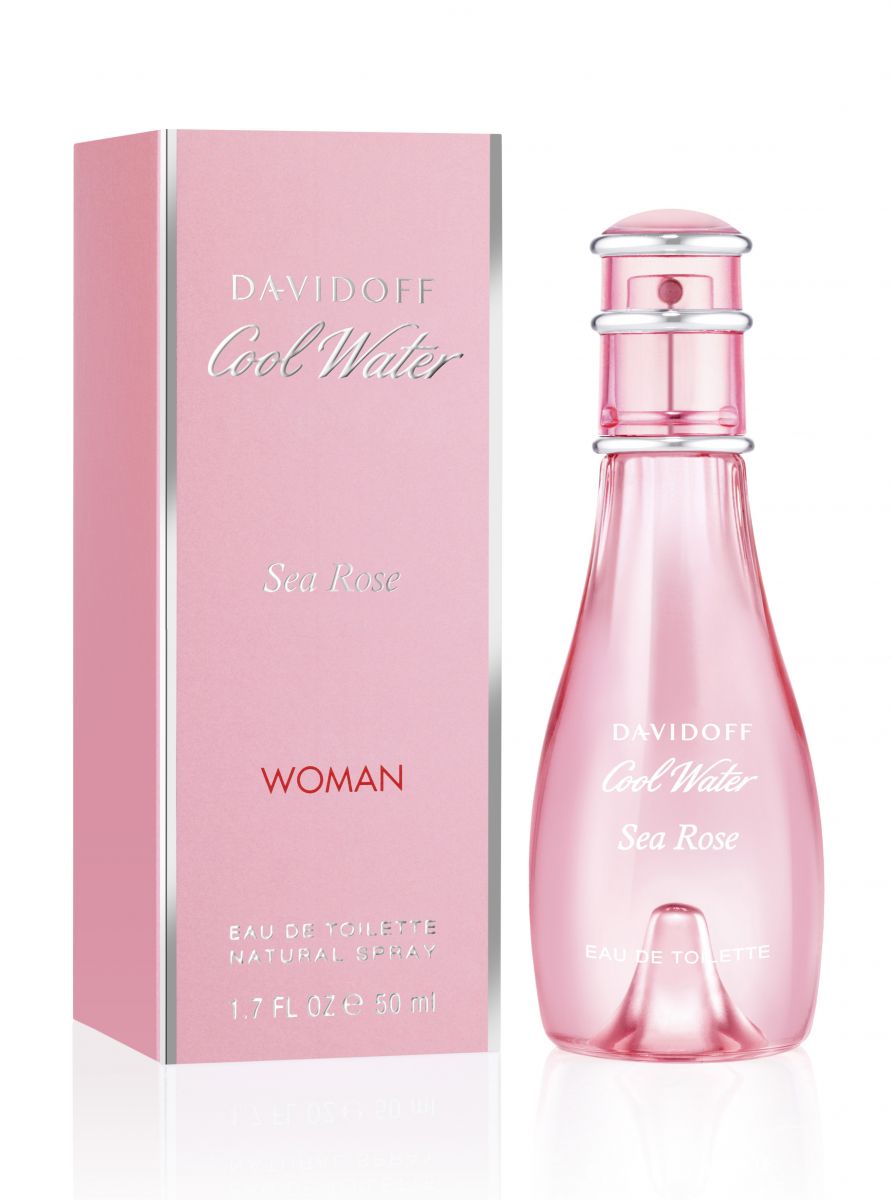 DAVIDOFF
Cool Water
Sea Rose
WOMAN
EAU DE TOILETTE
NATURAL SPRAY
1.7 FL OZ ℮ 50 ml
DAVIDOFF
Cool Water
Sea Rose
EAU DE TOILETTE